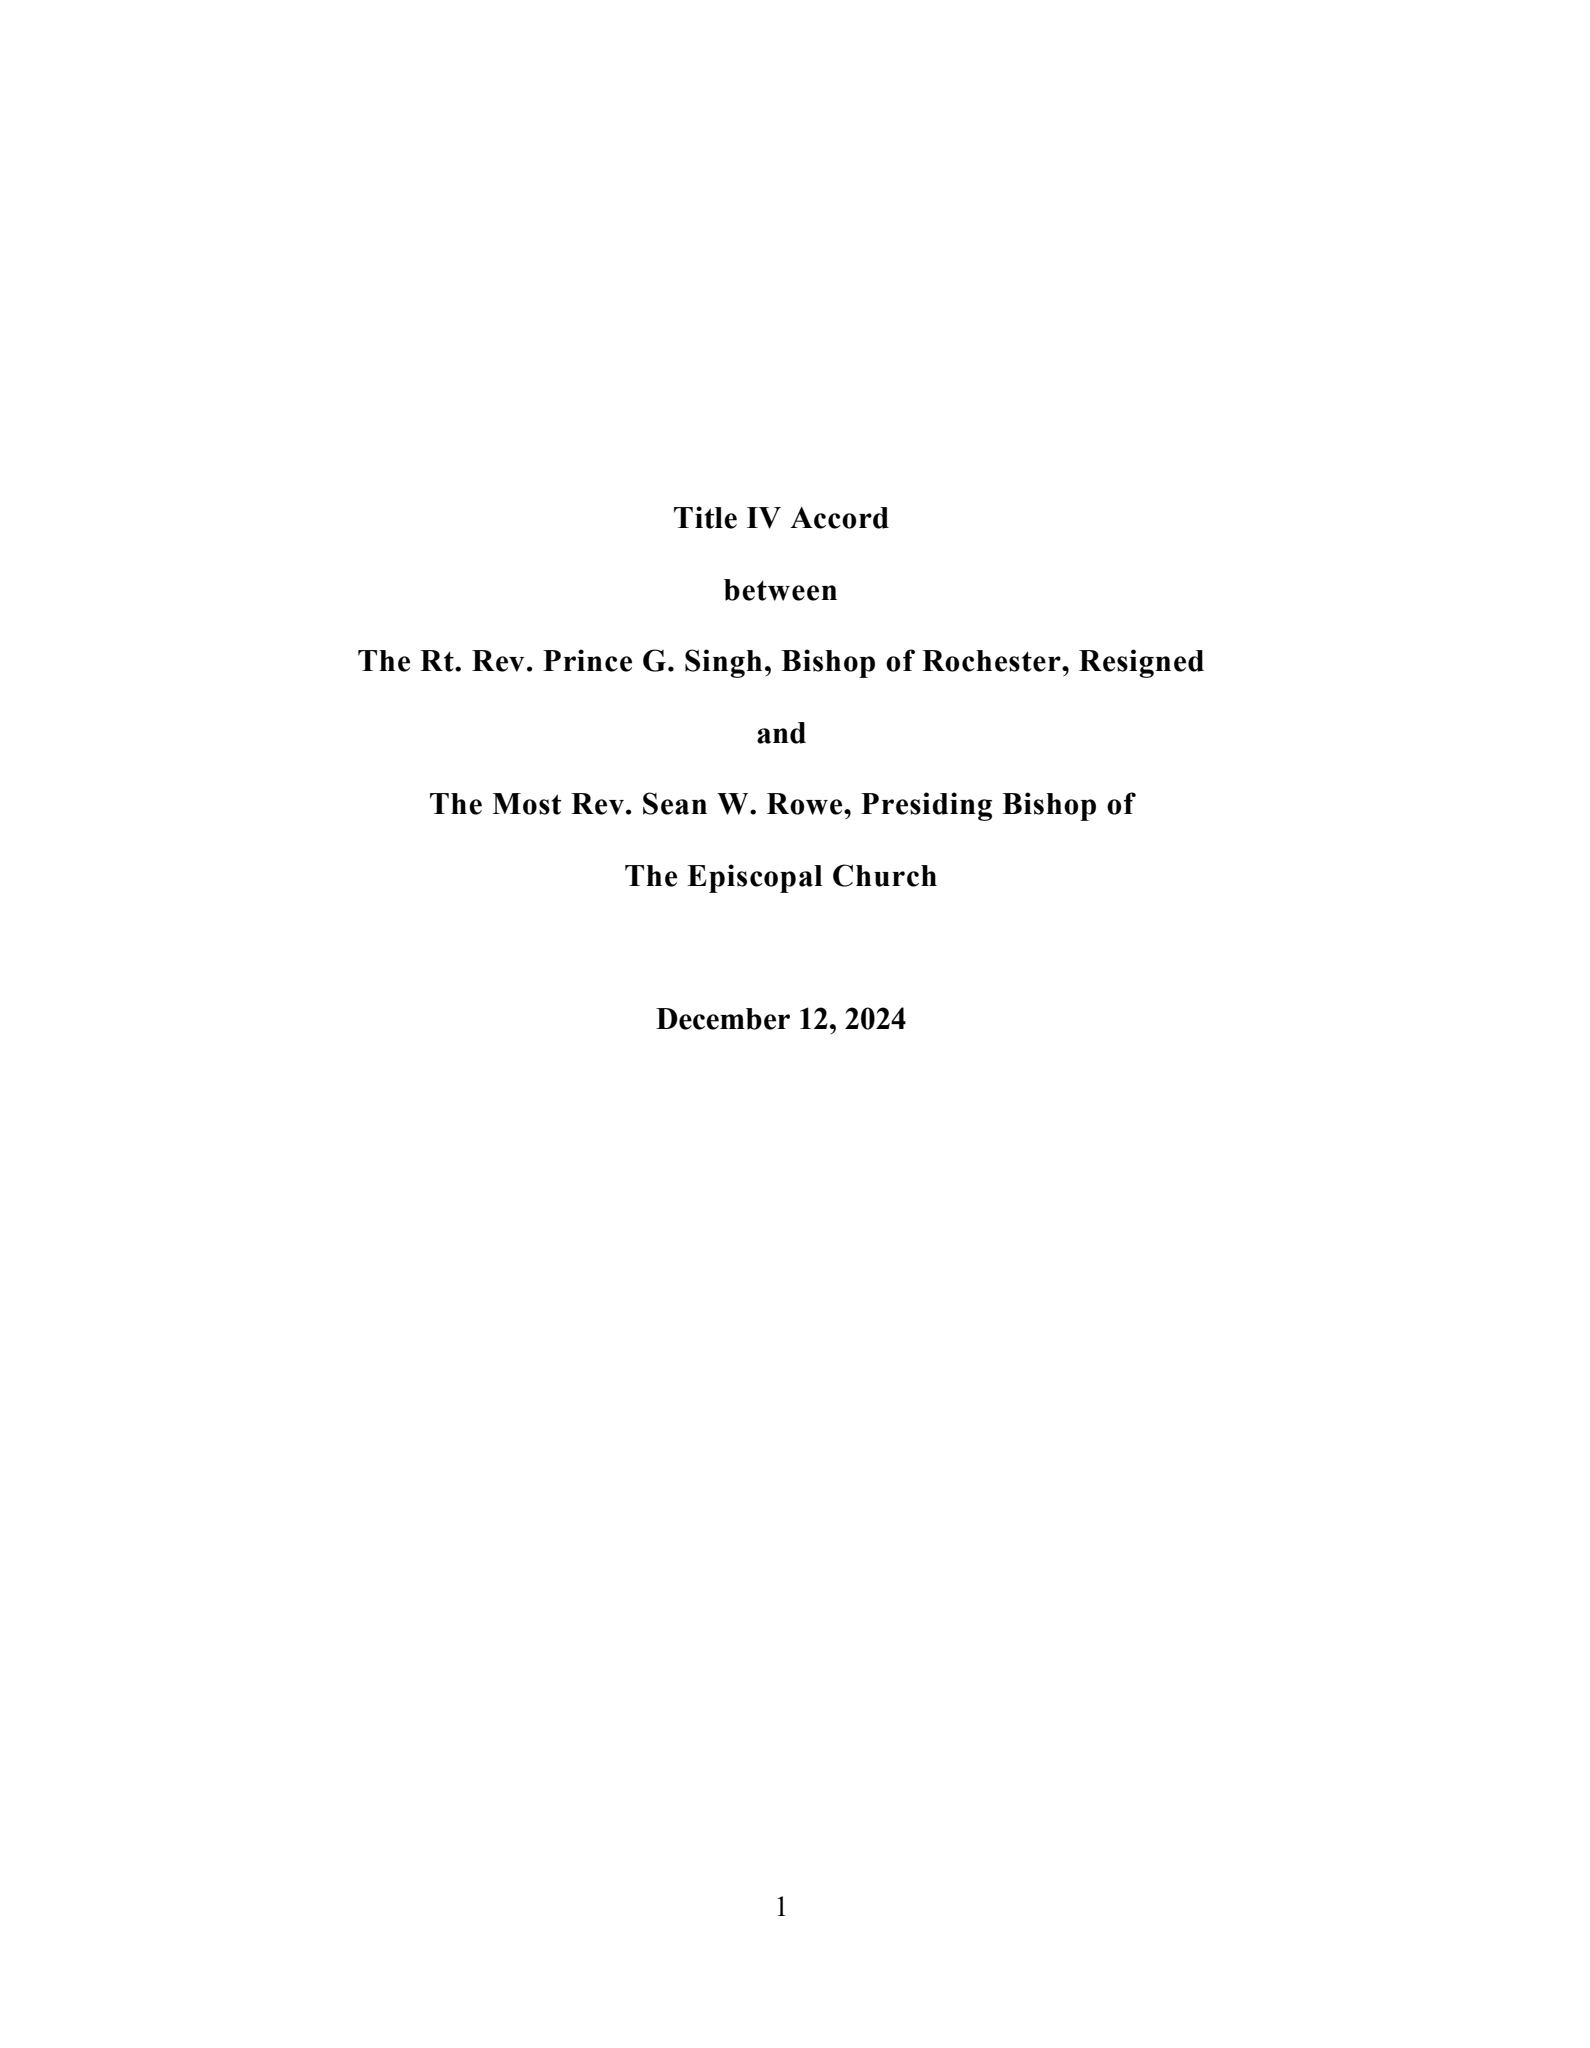 Title IV Accord
between
The Rt. Rev. Prince G. Singh, Bishop of Rochester, Resigned
and
The Most Rev. Sean W. Rowe, Presiding Bishop of
The Episcopal Church
December 12, 2024
1